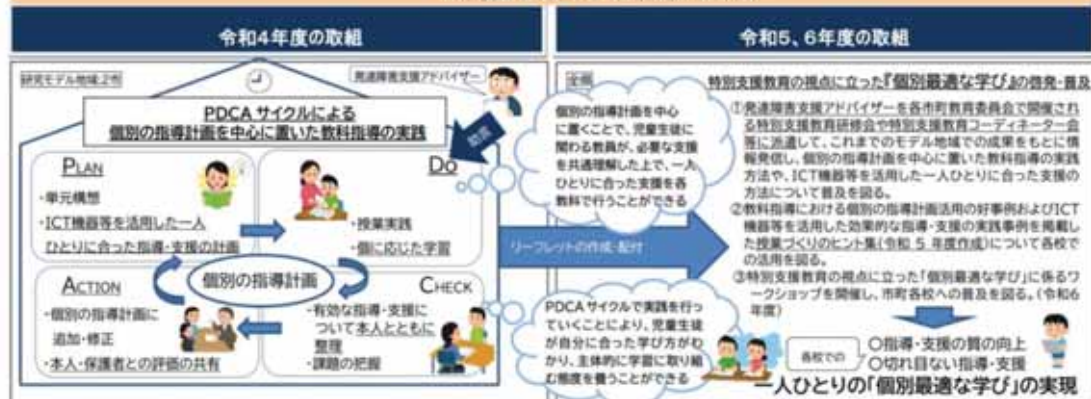 令和4年度の取組
研究モデル地域:2市
発達障害支援アドバイザー
PDCAサイクルによる
個別の指導計画を中心に置いた教科指導の実践
助言
PLAN
・単元構想
・ICT機器等を活用した一人
ひとりに合った指導・支援の計画
DO
・授業実践
・個に応じた学習
個別の指導計画
ACTION
・個別の指導計画に
追加・修正
・本人・保護者との評価の共有
CHECK
・有効な指導・支援に
ついて本人とともに
整理
・課題の把握
個別の指導計画を中心
に置くことで、児童生徒に
関わる教員が、必要な支援
を共通理解した上で、一人
ひとりに合った支援を各
教科で行うことができる
リーフレットの作成・配付
PDCAサイクルで実践を行っ
ていくことにより、児童生徒
が自分に合った学び方がわ
かり、主体的に学習に取り組
む態度を養うことができる
令和5、6年度の取組
特別支援教育の視点に立った『個別最適な学び』の啓発・普及
①発達障害支援アドバイザーを各市町教育委員会で開催され
る特別支援教育研修会や特別支援教育コーディネーター会
等に派遣して、これまでのモデル地域での成果をもとに情
報発信し、個別の指導計画を中心に置いた教科指導の実践
方法や、ICT機器等を活用した一人ひとりに合った支援の
方法について普及を図る。
②教科指導における個別の指導計画活用の好事例およびICT
機器等を活用した効果的な指導・支援の実践事例を掲載し
た授業づくりのヒント集(令和 5 年度作成)について各校で
の活用を図る。
③特別支援教育の視点に立った「個別最適な学び」に係るワ
ークショップを開催し、市町各校への普及を図る。(令和6
年度)
各校での
〇指導・支援の質の向上
〇切れ目ない指導・支援
一人ひとりの「個別最適な学び」の実現